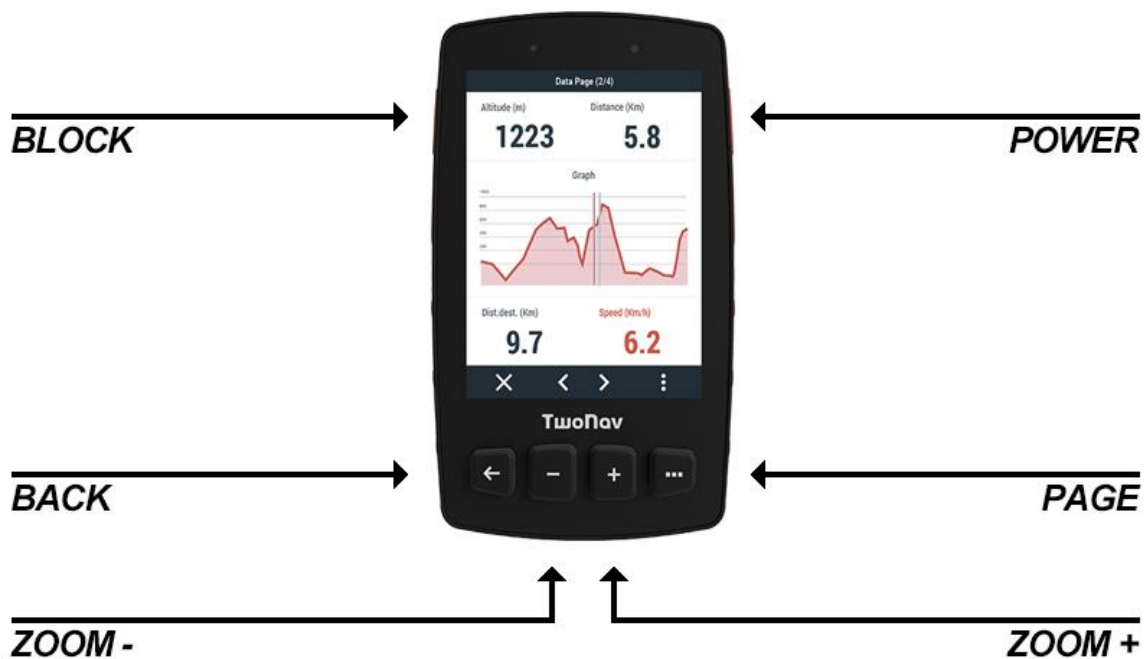 Data Page (2/4)
Altitude (m) Distance (Km)
1223 5.8
BLOCK POWER
Graph
Dist.dest. (Km) Speed (Km/h)
9.7 6.2
TwoNav
BACK PAGE
ZOOM - ZOOM +